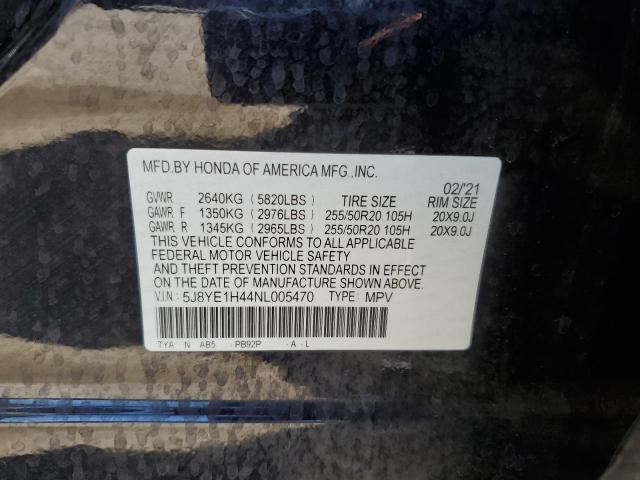 MFD.BY HONDA OF AMERICA MFG.,INC.
02/'21
GVWR 2640KG (5820LBS) TIRE SIZE RIM SIZE
GAWR F 1350KG (2976LBS) 255/50R20 105H 20X9.0J
GAWR R 1345KG (2965LBS) 255/50R20 105H 20X9.0J
THIS VEHICLE CONFORMS TO ALL APPLICABLE
FEDERAL MOTOR VEHICLE SAFETY
AND THEFT PREVENTION STANDARDS IN EFFECT
ON THE DATE OF MANUFACTURE SHOWN ABOVE.
V.I.N: 5J8YE1H44NL005470 TYPE: MPV
TYA N AB5 -PB92P -A-L